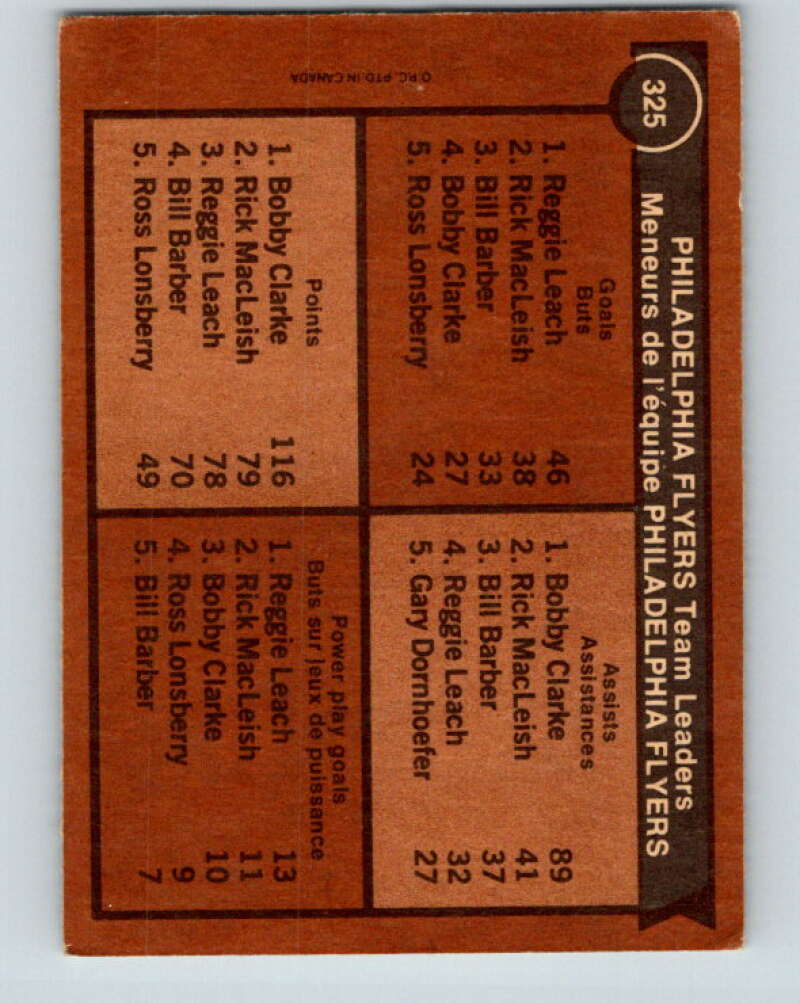 325
PHILADELPHIA FLYERS Team Leaders
Meneurs de l'équipe PHILADELPHIA FLYERS
Goals
Buts
1. Reggie Leach 46
2. Rick MacLeish 38
3. Bill Barber 33
4. Bobby Clarke 27
5. Ross Lonsberry 24
Assists
Assistances
1. Bobby Clarke 89
2. Rick MacLeish 41
3. Bill Barber 37
4. Reggie Leach 32
5. Gary Dornhoefer 27
Points
1. Bobby Clarke 116
2. Rick MacLeish 79
3. Reggie Leach 78
4. Bill Barber 70
5. Ross Lonsberry 49
Power play goals
Buts sur jeux de puissance
1. Reggie Leach 13
2. Rick MacLeish 11
3. Bobby Clarke 10
4. Ross Lonsberry 9
5. Bill Barber 7
O.P.C. PTD. IN CANADA